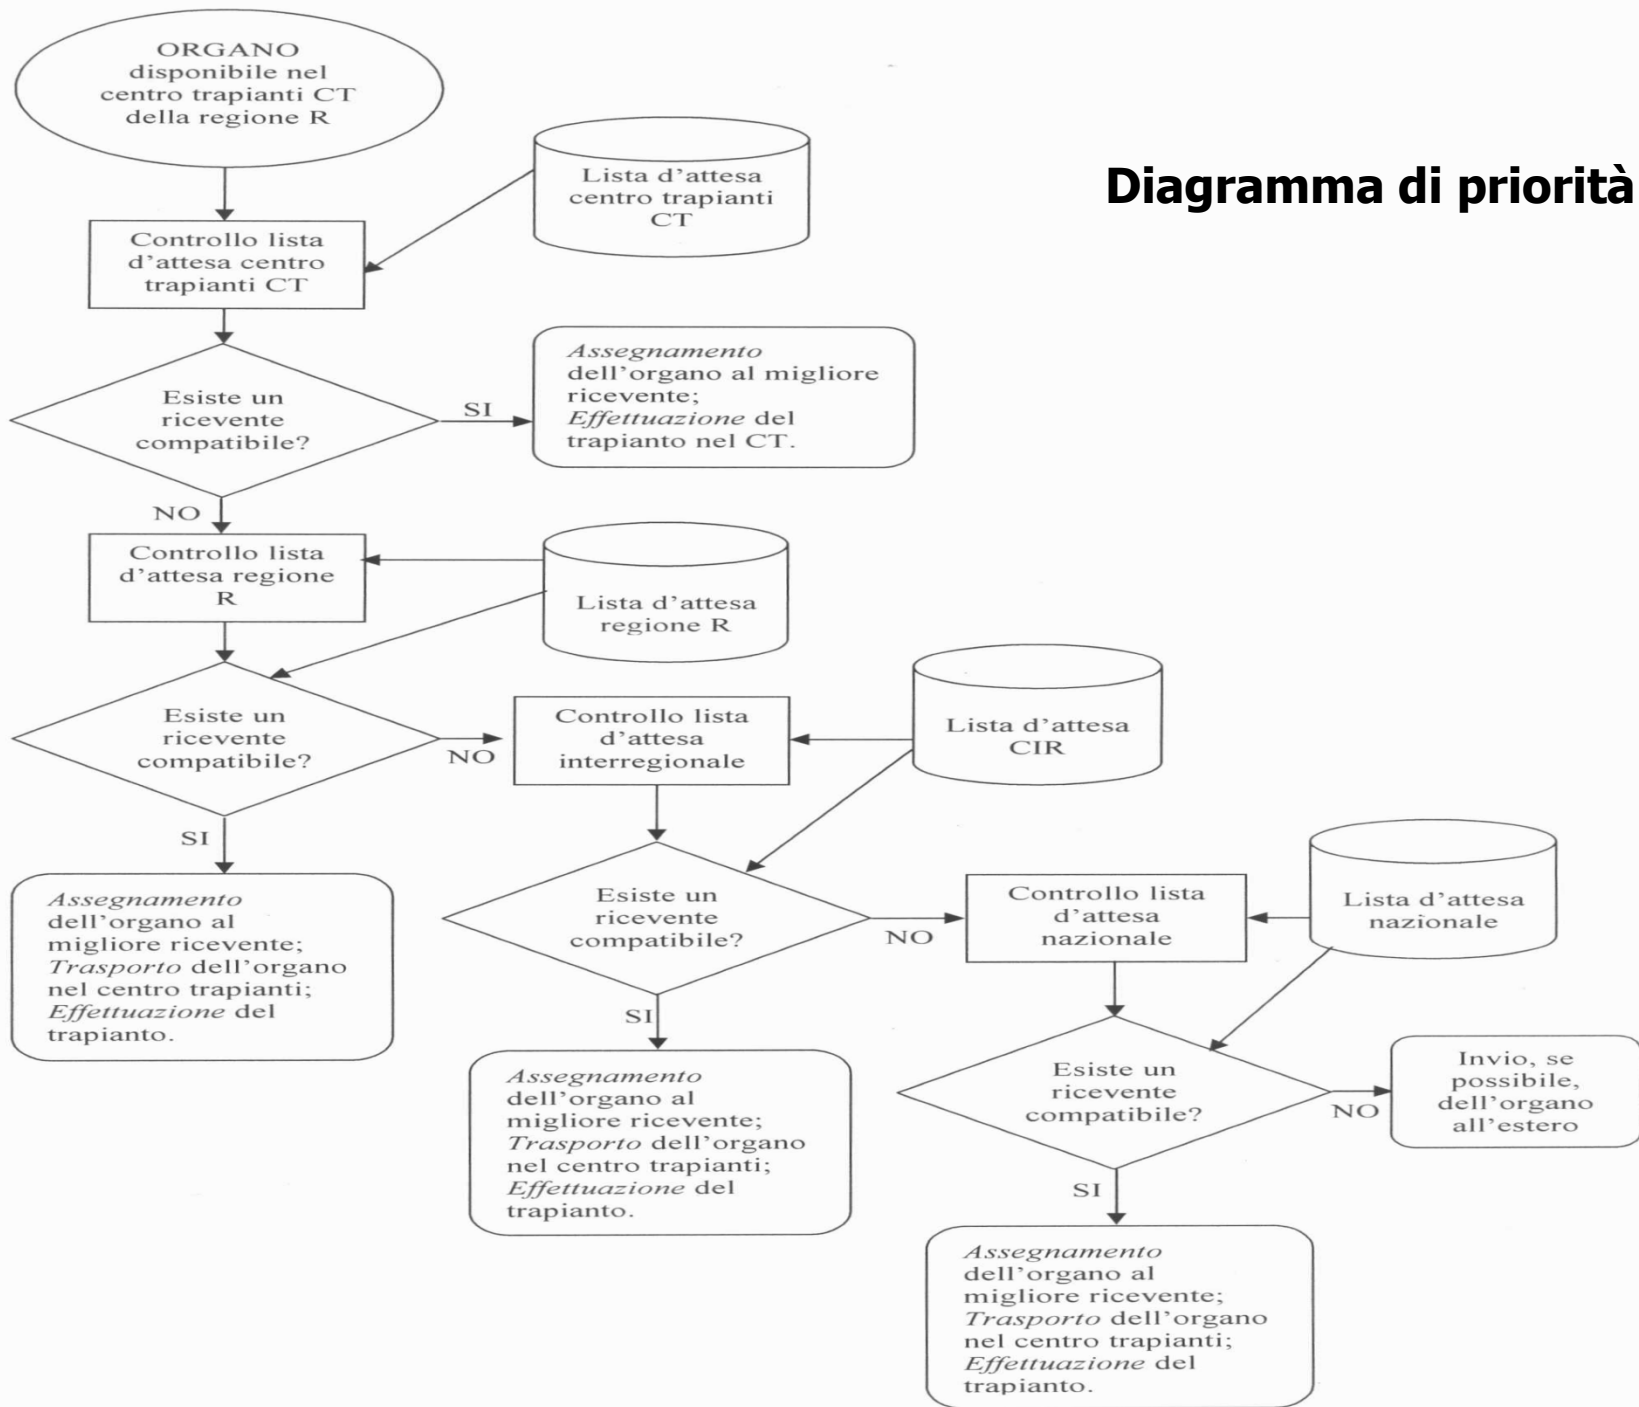 ORGANO
disponibile nel
centro trapianti CT
della regione R
Lista d'attesa
centro trapianti
CT
Diagramma di priorità
Controllo lista
d'attesa centro
trapianti CT
Esiste un
ricevente
compatibile?
SI
Assegnamento
dell'organo al migliore
ricevente;
Effettuazione del
trapianto nel CT.
NO
Controllo lista
d'attesa regione
R
Lista d'attesa
regione R
Esiste un
ricevente
compatibile?
NO
Controllo lista
d'attesa
interregionale
Lista d'attesa
CIR
SI
Assegnamento
dell'organo al
migliore ricevente;
Trasporto dell'organo
nel centro trapianti;
Effettuazione del
trapianto.
Esiste un
ricevente
compatibile?
NO
Controllo lista
d'attesa
nazionale
Lista d'attesa
nazionale
SI
Assegnamento
dell'organo al
migliore ricevente;
Trasporto dell'organo
nel centro trapianti;
Effettuazione del
trapianto.
Esiste un
ricevente
compatibile?
NO
Invio, se
possibile,
dell'organo
all'estero
SI
Assegnamento
dell'organo al
migliore ricevente;
Trasporto dell'organo
nel centro trapianti;
Effettuazione del
trapianto.